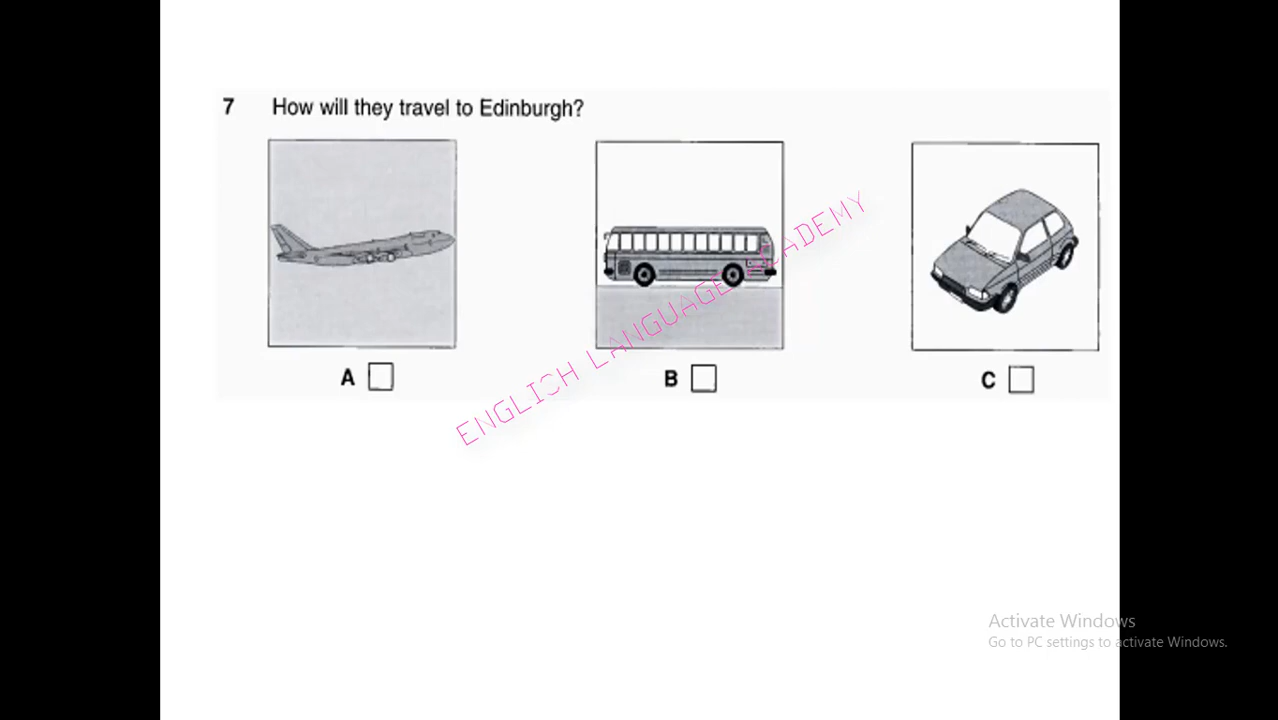 7 How will they travel to Edinburgh?
A
B
C
ENGLISH LANGUAGE ACADEMY
Activate Windows
Go to PC settings to activate Windows.